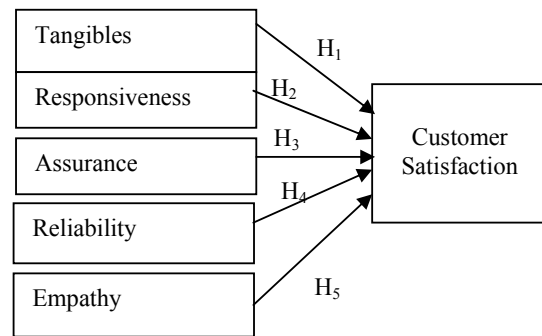 Tangibles
H1
Responsiveness
H2
Assurance
H3
Reliability
H4
Empathy
H5
Customer
Satisfaction